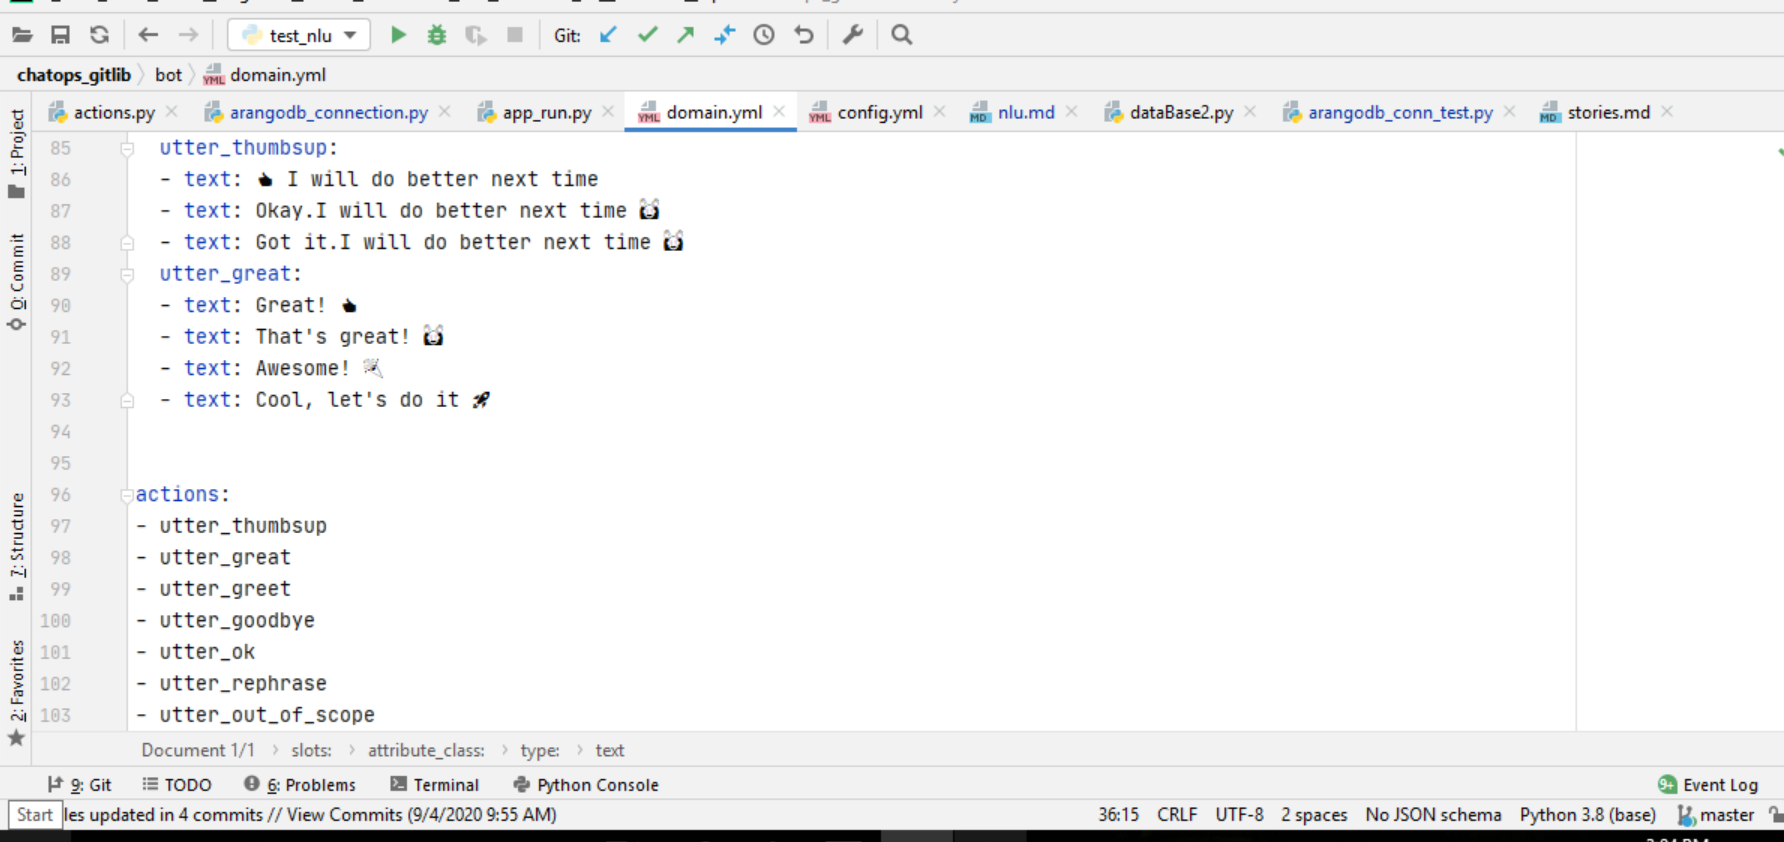 test_nlu Git:
chatops_gitlib bot domain.yml
actions.py arangodb_connection.py app_run.py domain.yml config.yml nlu.md dataBase2.py arangodb_conn_test.py stories.md
1: Project
0: Commit
7: Structure
2: Favorites
85 utter_thumbsup:
86 - text: I will do better next time
87 - text: Okay.I will do better next time
88 - text: Got it.I will do better next time
89 utter_great:
90 - text: Great!
91 - text: That's great!
92 - text: Awesome!
93 - text: Cool, let's do it 🚀
94
95
96 actions:
97 - utter_thumbsup
98 - utter_great
99 - utter_greet
100 - utter_goodbye
101 - utter_ok
102 - utter_rephrase
103 - utter_out_of_scope
Document 1/1 › slots: › attribute_class: › type: › text
9: Git TODO 6: Problems Terminal Python Console 9+ Event Log
Start les updated in 4 commits // View Commits (9/4/2020 9:55 AM) 36:15 CRLF UTF-8 2 spaces No JSON schema Python 3.8 (base) master